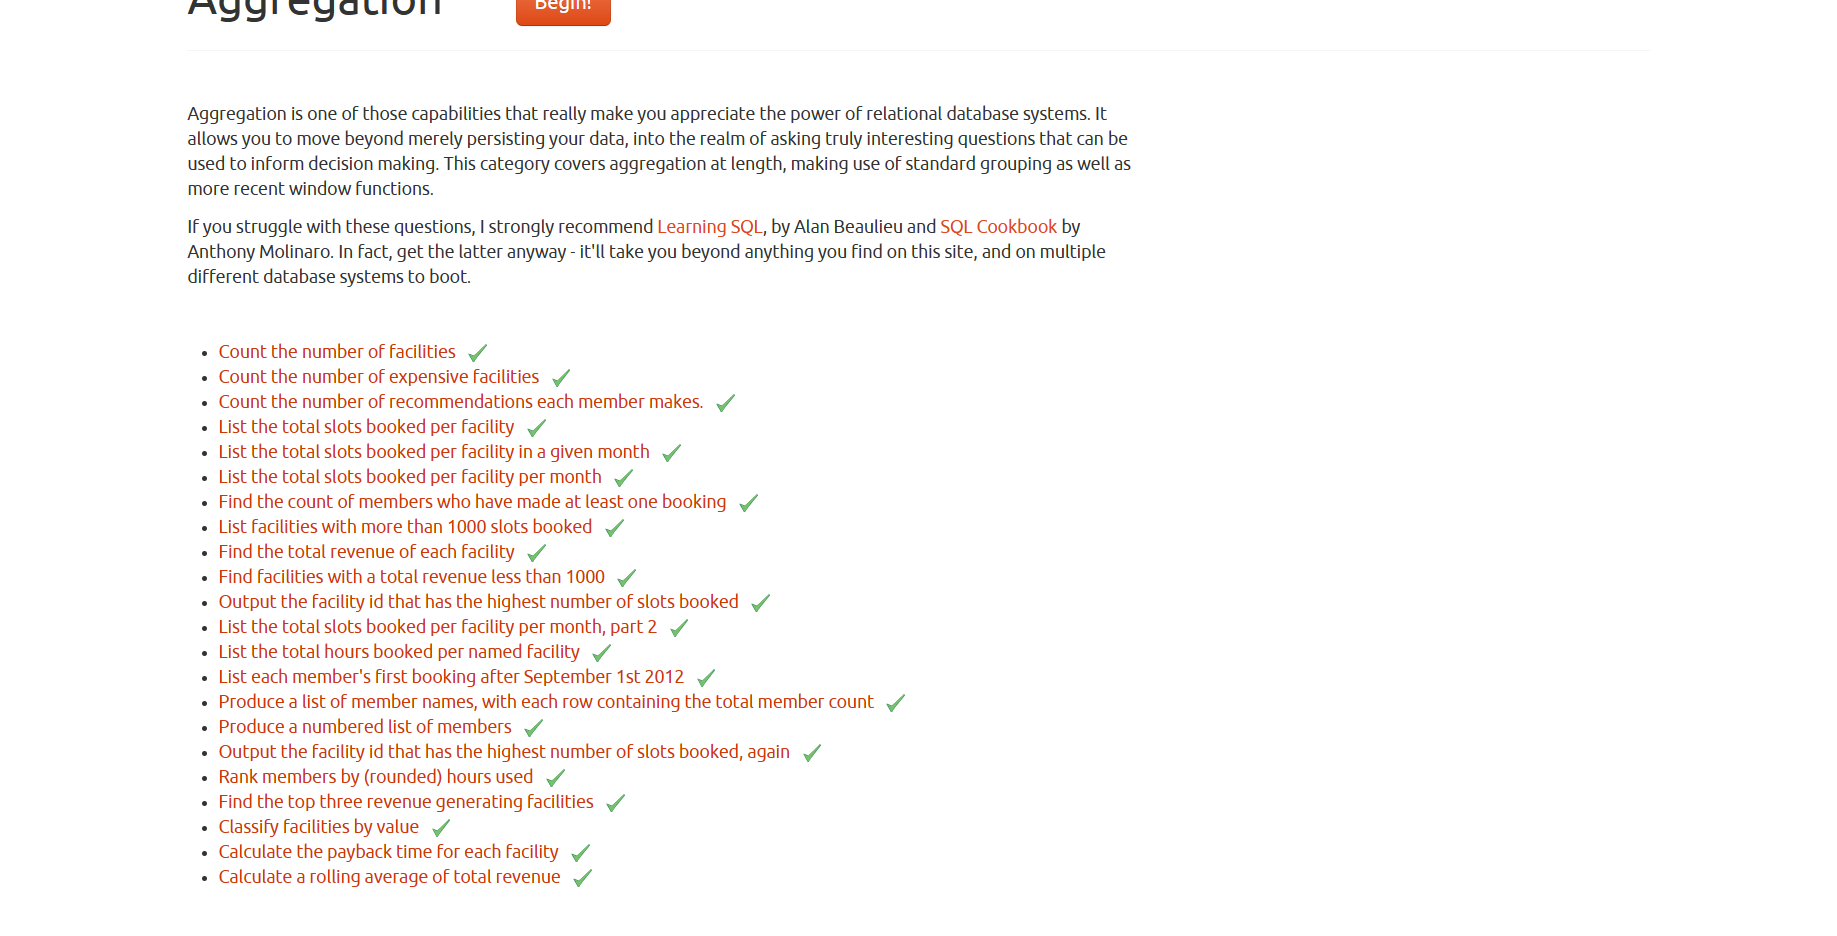 Aggregation
Begin!
Aggregation is one of those capabilities that really make you appreciate the power of relational database systems. It
allows you to move beyond merely persisting your data, into the realm of asking truly interesting questions that can be
used to inform decision making. This category covers aggregation at length, making use of standard grouping as well as
more recent window functions.
If you struggle with these questions, I strongly recommend Learning SQL, by Alan Beaulieu and SQL Cookbook by
Anthony Molinaro. In fact, get the latter anyway - it'll take you beyond anything you find on this site, and on multiple
different database systems to boot.
Count the number of facilities
Count the number of expensive facilities
Count the number of recommendations each member makes.
List the total slots booked per facility
List the total slots booked per facility in a given month
List the total slots booked per facility per month
Find the count of members who have made at least one booking
List facilities with more than 1000 slots booked
Find the total revenue of each facility
Find facilities with a total revenue less than 1000
Output the facility id that has the highest number of slots booked
List the total slots booked per facility per month, part 2
List the total hours booked per named facility
List each member's first booking after September 1st 2012
Produce a list of member names, with each row containing the total member count
Produce a numbered list of members
Output the facility id that has the highest number of slots booked, again
Rank members by (rounded) hours used
Find the top three revenue generating facilities
Classify facilities by value
Calculate the payback time for each facility
Calculate a rolling average of total revenue